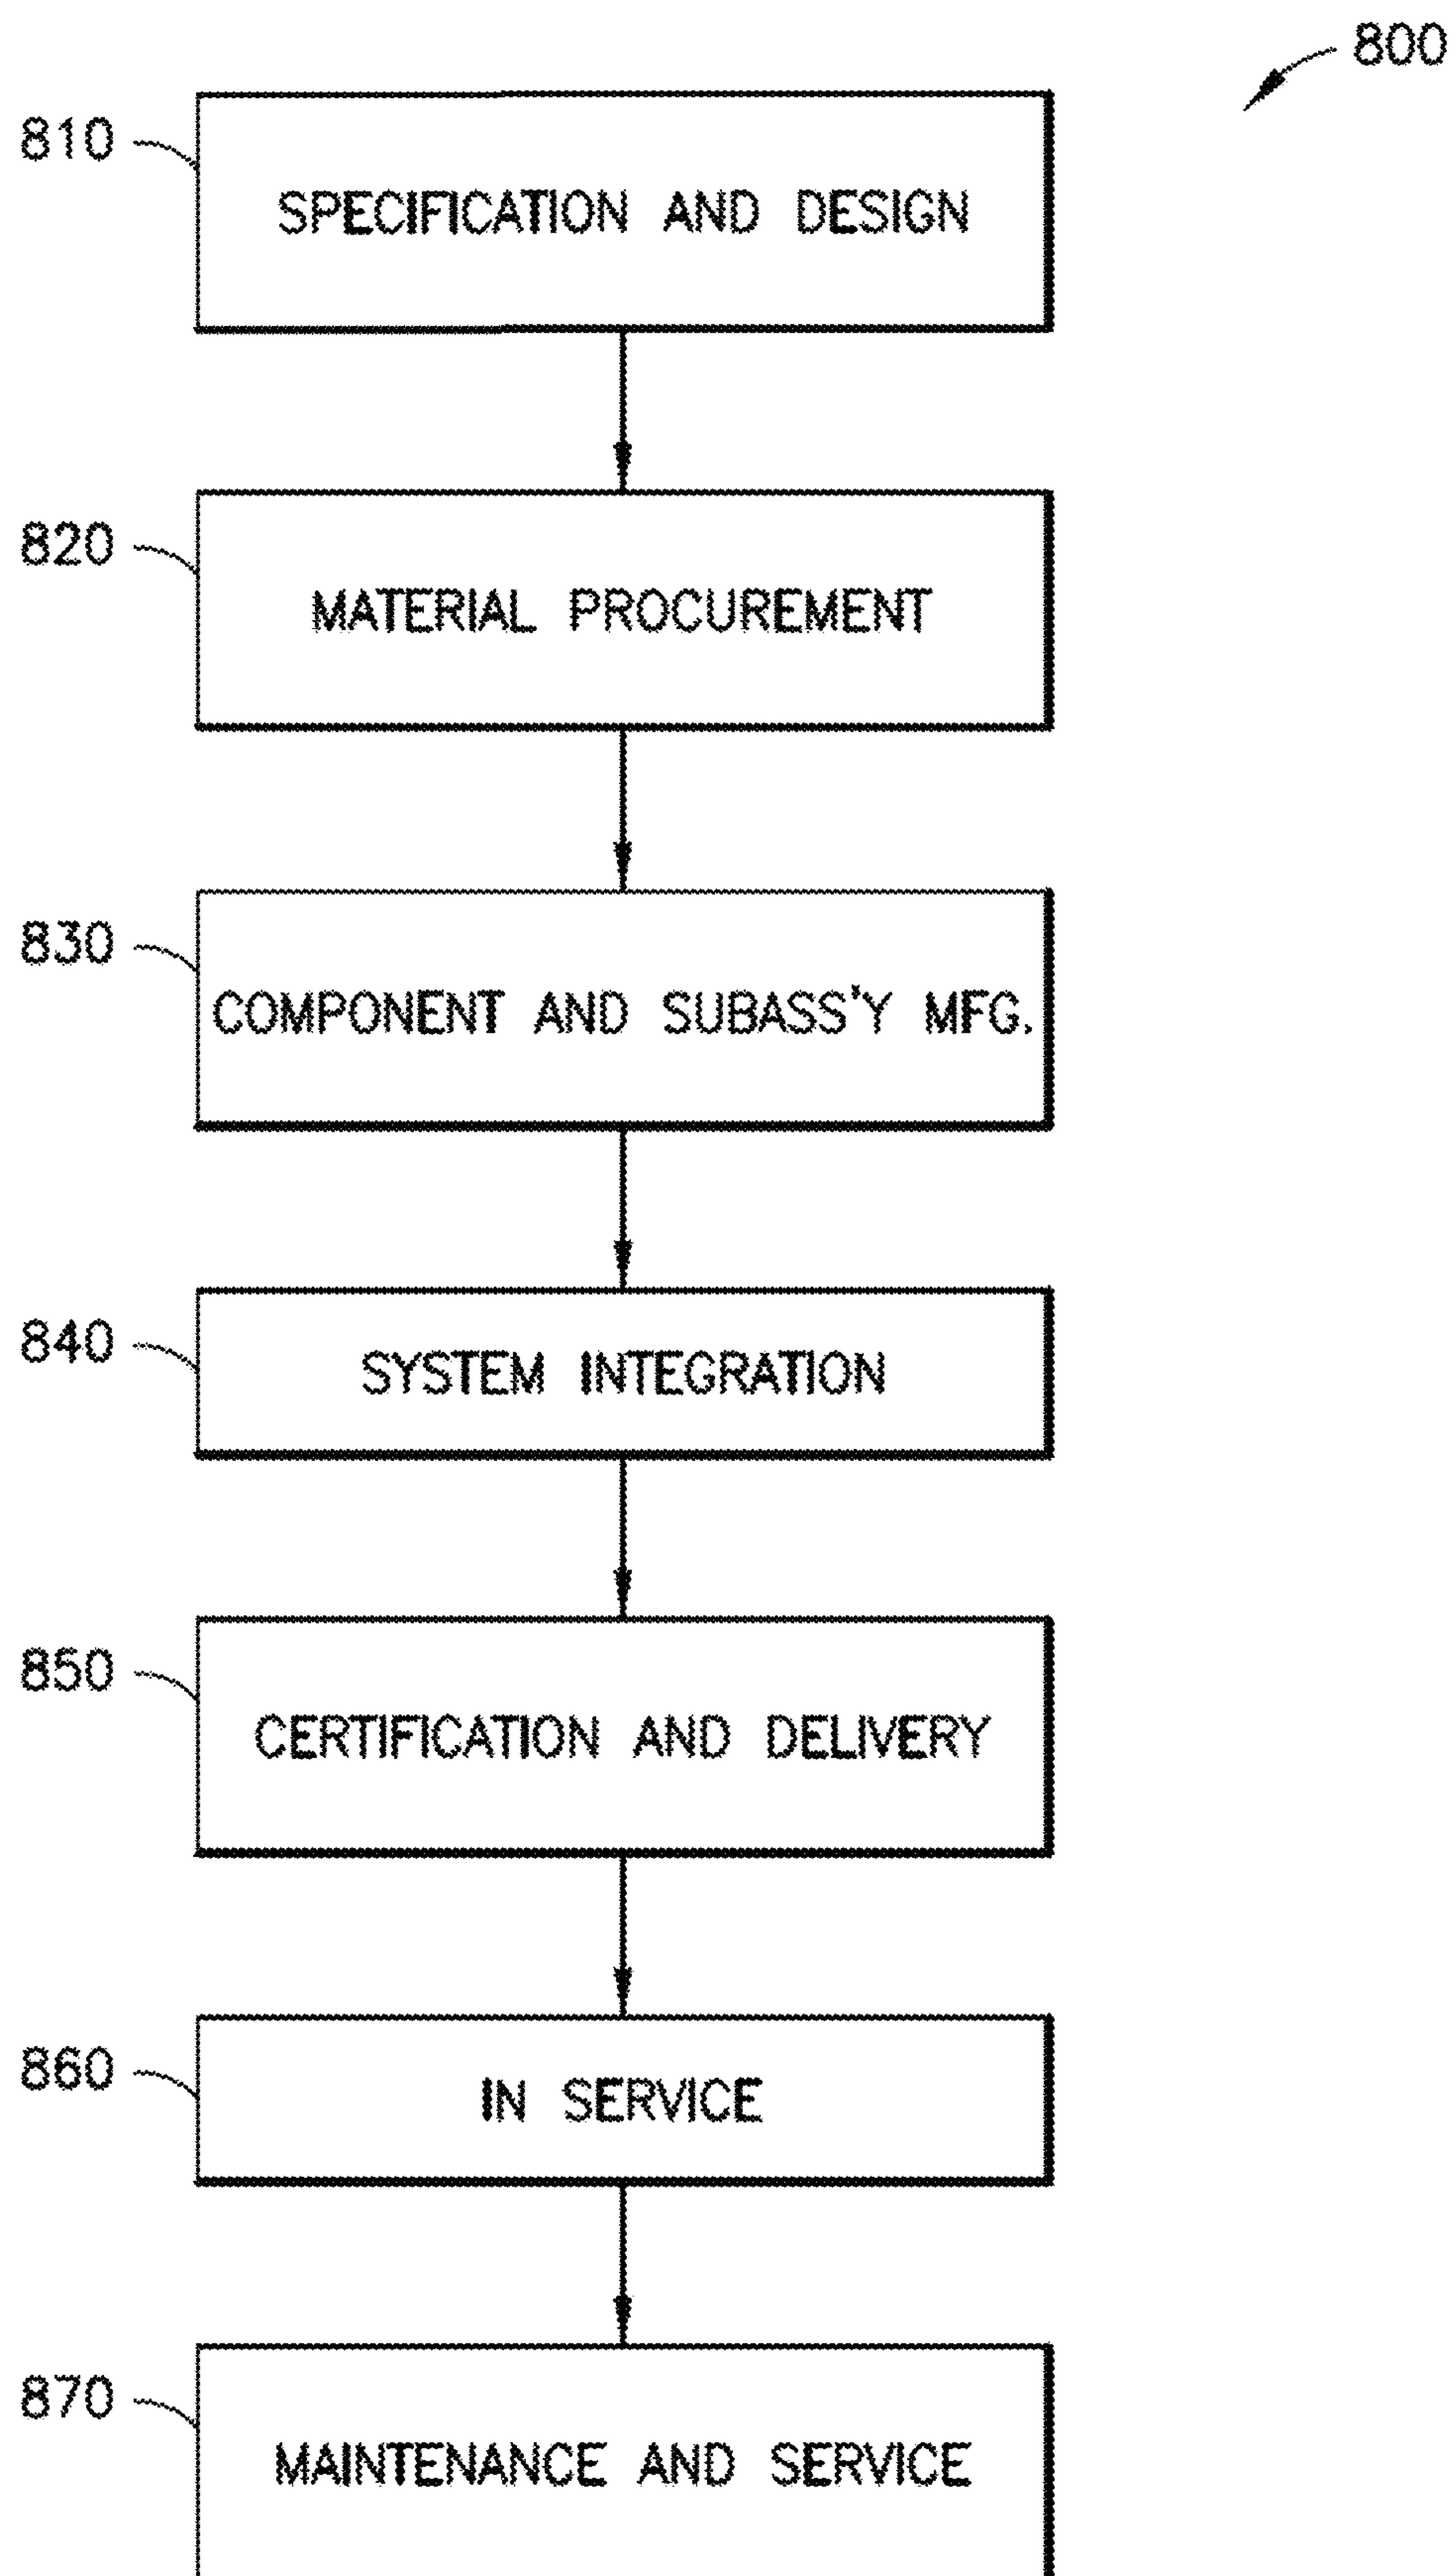 800
810
SPECIFICATION AND DESIGN
820
MATERIAL PROCUREMENT
830
COMPONENT AND SUBASS'Y MFG.
840
SYSTEM INTEGRATION
850
CERTIFICATION AND DELIVERY
860
IN SERVICE
870
MAINTENANCE AND SERVICE